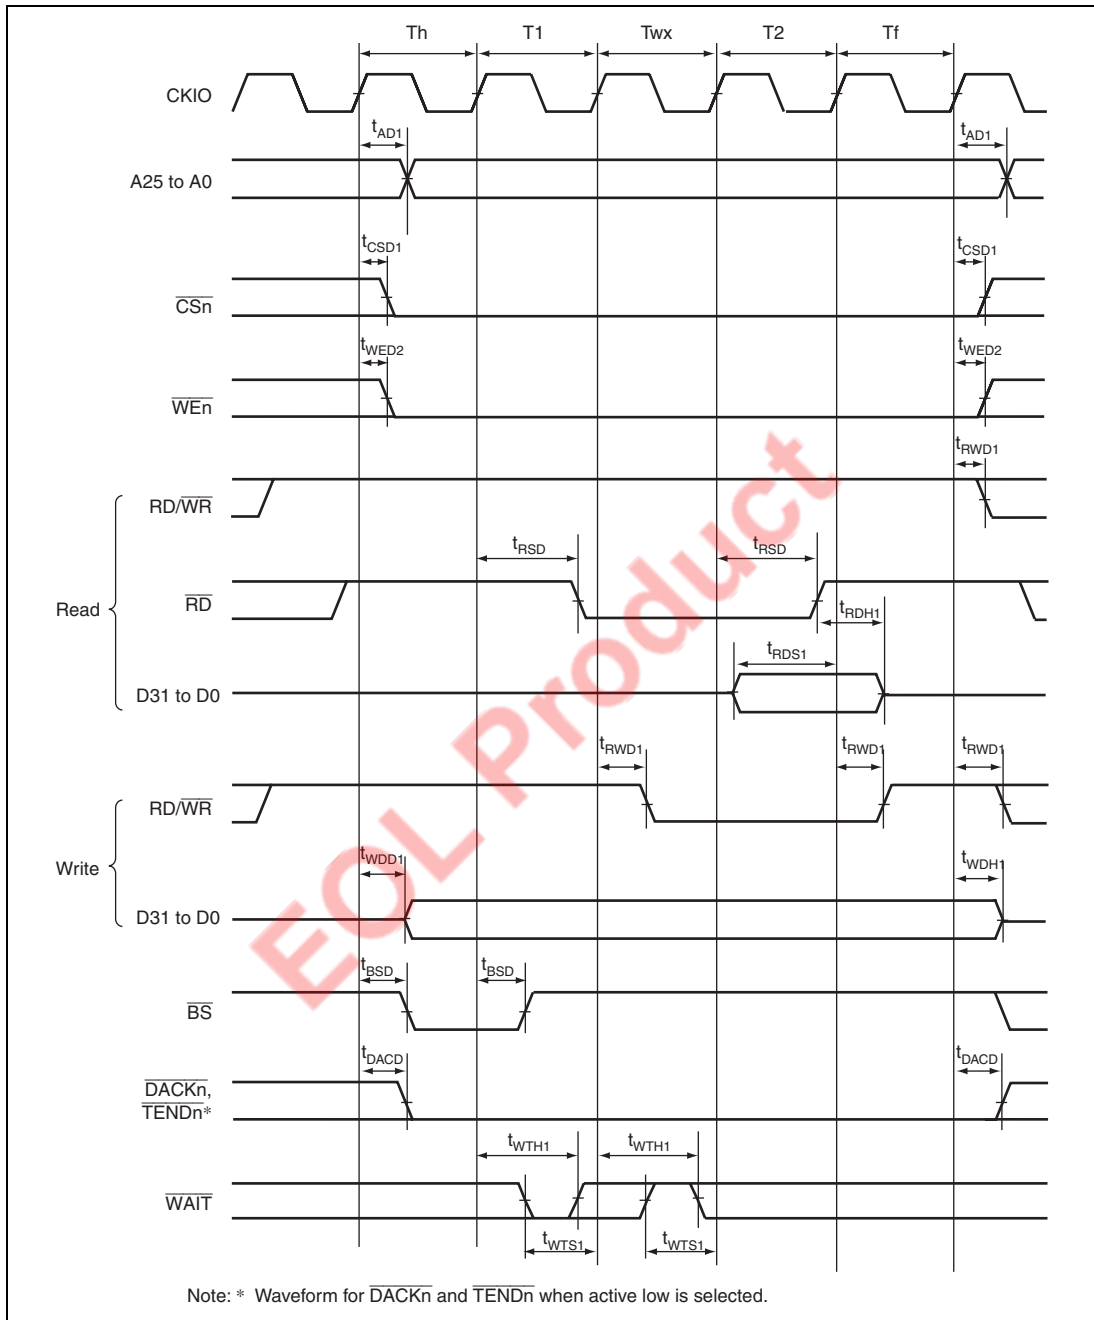 Th T1 Twx T2 Tf
CKIO
tAD1 tAD1
A25 to A0
tCSD1 tCSD1
CSn
tWED2 tWED2
WEn
tRWD1
RD/WR
tRSD tRSD
Read
RD
tRDH1
tRDS1
D31 to D0
tRWD1 tRWD1 tRWD1
RD/WR
Write
tWDD1 tWDH1
D31 to D0
tBSD tBSD
BS
tDACD tDACD
DACKn,
TENDn*
tWTH1 tWTH1
WAIT
tWTS1 tWTS1
Note: * Waveform for DACKn and TENDn when active low is selected.
EOL Product